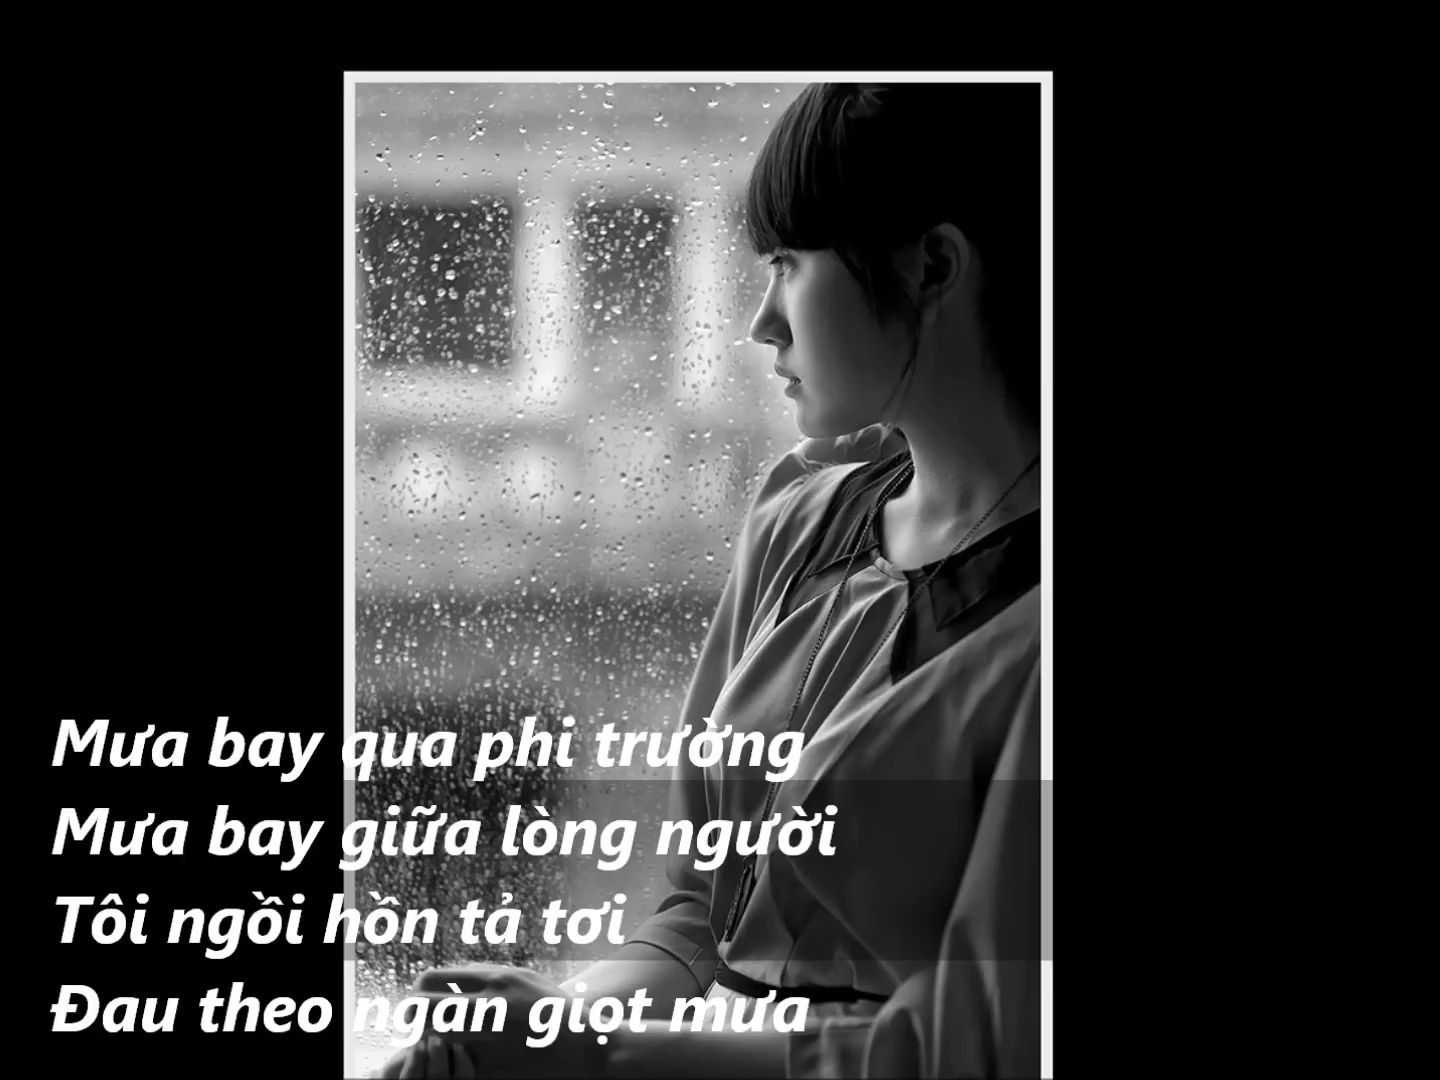 Mưa bay qua phi trường
Mưa bay giữa lòng người
Tôi ngồi hồn tả tơi
Đau theo ngàn giọt mưa